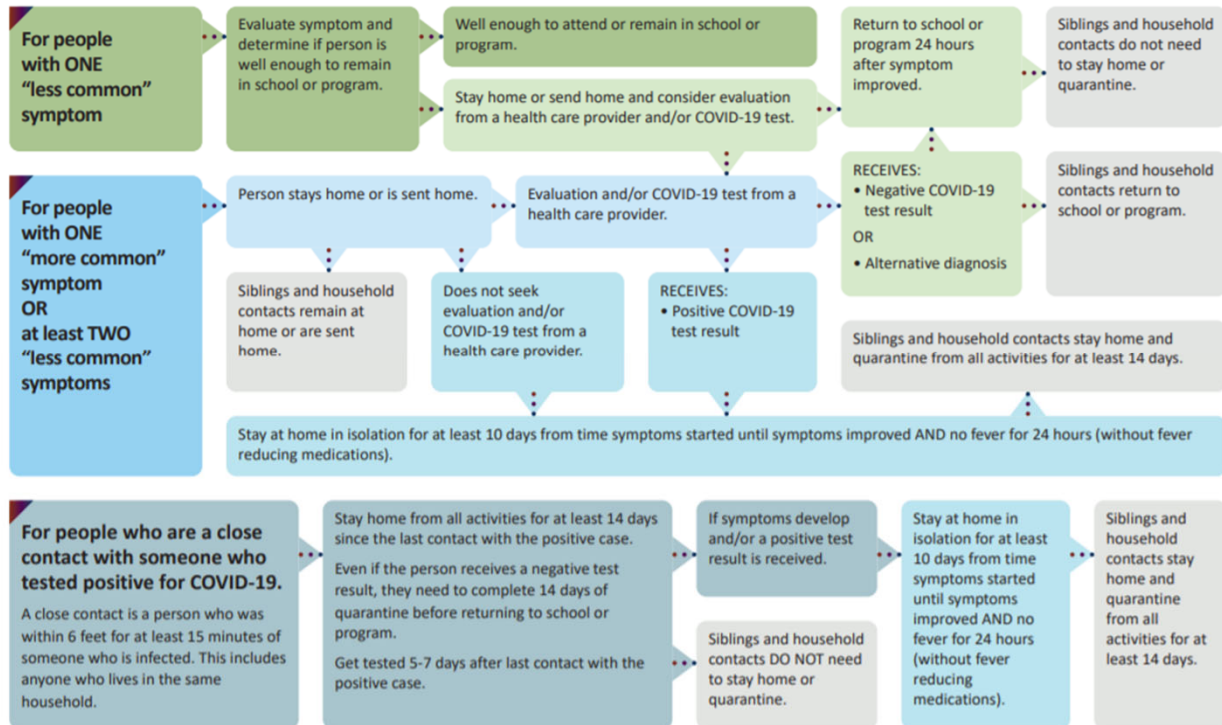 For people
with ONE
“less common”
symptom
Evaluate symptom and
determine if person is
well enough to remain
in school or program.
Well enough to attend or remain in school or
program.
Stay home or send home and consider evaluation
from a health care provider and/or COVID-19 test.
Return to school or
program 24 hours
after symptom
improved.
Siblings and household
contacts do not need
to stay home or
quarantine.
For people
with ONE
“more common”
symptom
OR
at least TWO
“less common”
symptoms
Person stays home or is sent home.
Evaluation and/or COVID-19 test from a
health care provider.
RECEIVES:
• Negative COVID-19
test result
OR
• Alternative diagnosis
Siblings and household
contacts return to
school or program.
Siblings and household
contacts remain at
home or are sent
home.
Does not seek
evaluation and/or
COVID-19 test from a
health care provider.
RECEIVES:
• Positive COVID-19
test result
Siblings and household contacts stay home and
quarantine from all activities for at least 14 days.
Stay at home in isolation for at least 10 days from time symptoms started until symptoms improved AND no fever for 24 hours (without fever
reducing medications).
For people who are a close
contact with someone who
tested positive for COVID-19.
A close contact is a person who was
within 6 feet for at least 15 minutes of
someone who is infected. This includes
anyone who lives in the same
household.
Stay home from all activities for at least 14 days
since the last contact with the positive case.
Even if the person receives a negative test
result, they need to complete 14 days of
quarantine before returning to school or
program.
Get tested 5-7 days after last contact with the
positive case.
If symptoms develop
and/or a positive test
result is received.
Siblings and household
contacts DO NOT need
to stay home or
quarantine.
Stay at home in
isolation for at least
10 days from time
symptoms started
until symptoms
improved AND no
fever for 24 hours
(without fever
reducing
medications).
Siblings and
household
contacts stay
home and
quarantine
from all
activities for at
least 14 days.